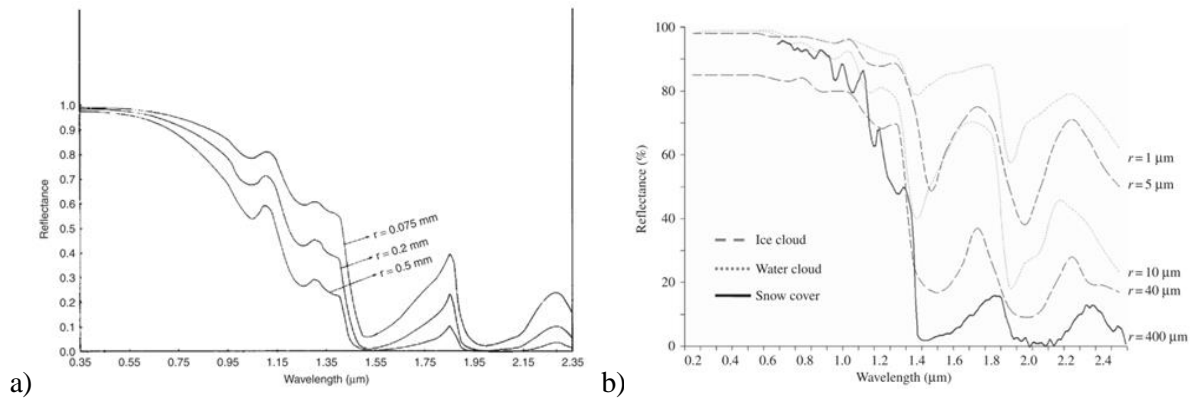 1.0
0.9
0.8
0.7
0.6
0.5
0.4
0.3
0.2
0.1
0.0
Reflectance
r = 0.075 mm
r = 0.2 mm
r = 0.5 mm
0.35 0.55 0.75 0.95 1.15 1.35 1.55 1.75 1.95 2.15 2.35
Wavelength (μm)
a)
100
80
60
40
20
0
Reflectance (%)
Ice cloud
Water cloud
Snow cover
r = 1 μm
r = 5 μm
r = 10 μm
r = 40 μm
r = 400 μm
0.2 0.4 0.6 0.8 1.0 1.2 1.4 1.6 1.8 2.0 2.2 2.4
Wavelength (μm)
b)